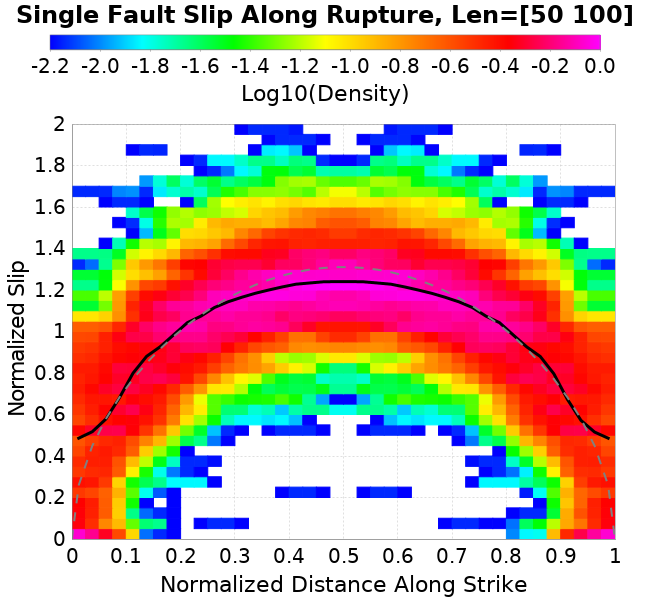 Single Fault Slip Along Rupture, Len=[50 100]
-2.2 -2.0 -1.8 -1.6 -1.4 -1.2 -1.0 -0.8 -0.6 -0.4 -0.2 0.0
Log10(Density)
2
1.8
1.6
1.4
1.2
1
0.8
0.6
0.4
0.2
0
Normalized Slip
0 0.1 0.2 0.3 0.4 0.5 0.6 0.7 0.8 0.9 1
Normalized Distance Along Strike